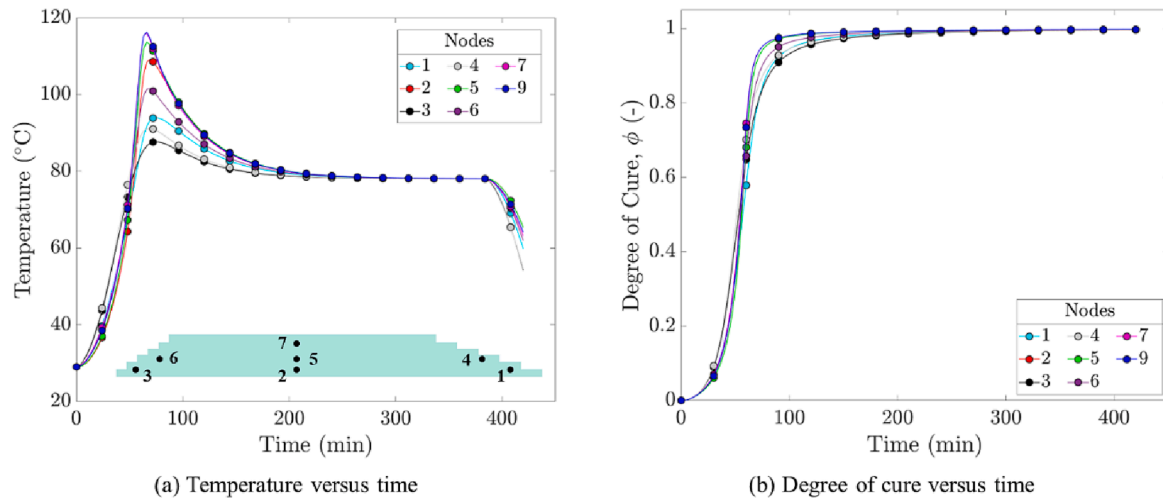 120
100
80
60
40
20
Temperature (°C)
Nodes
1 4 7
2 5 9
3 6
7
6 5 4
3 2 1
0 100 200 300 400
Time (min)
(a) Temperature versus time
1
0.8
0.6
0.4
0.2
0
Degree of Cure, ϕ (-)
Nodes
1 4 7
2 5 9
3 6
0 100 200 300 400
Time (min)
(b) Degree of cure versus time